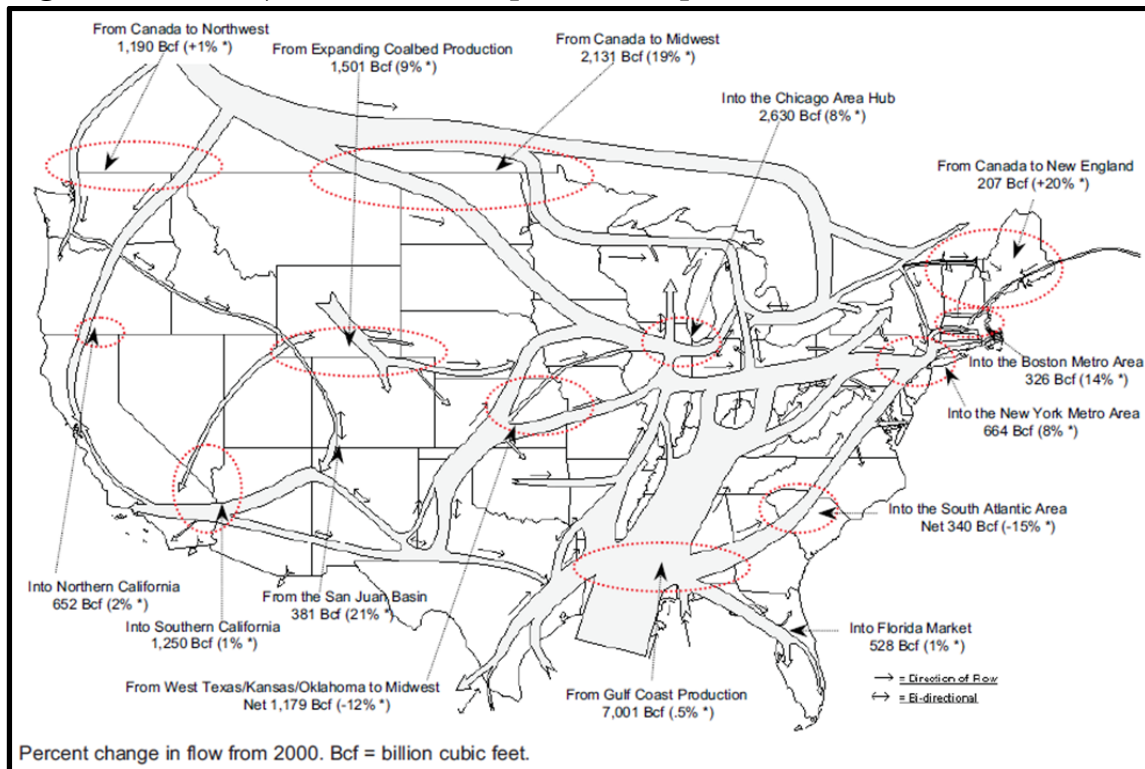 From Canada to Northwest
1,190 Bcf (+1% *)
From Expanding Coalbed Production
1,501 Bcf (9% *)
From Canada to Midwest
2,131 Bcf (19% *)
Into the Chicago Area Hub
2,630 Bcf (8% *)
From Canada to New England
207 Bcf (+20% *)
Into the Boston Metro Area
326 Bcf (14% *)
Into the New York Metro Area
664 Bcf (8% *)
Into the South Atlantic Area
Net 340 Bcf (-15% *)
Into Northern California
652 Bcf (2% *)
From the San Juan Basin
381 Bcf (21% *)
Into Southern California
1,250 Bcf (1% *)
Into Florida Market
528 Bcf (1% *)
From West Texas/Kansas/Oklahoma to Midwest
Net 1,179 Bcf (-12% *)
From Gulf Coast Production
7,001 Bcf (.5% *)
= Direction of Flow
= Bi-directional
Percent change in flow from 2000. Bcf = billion cubic feet.